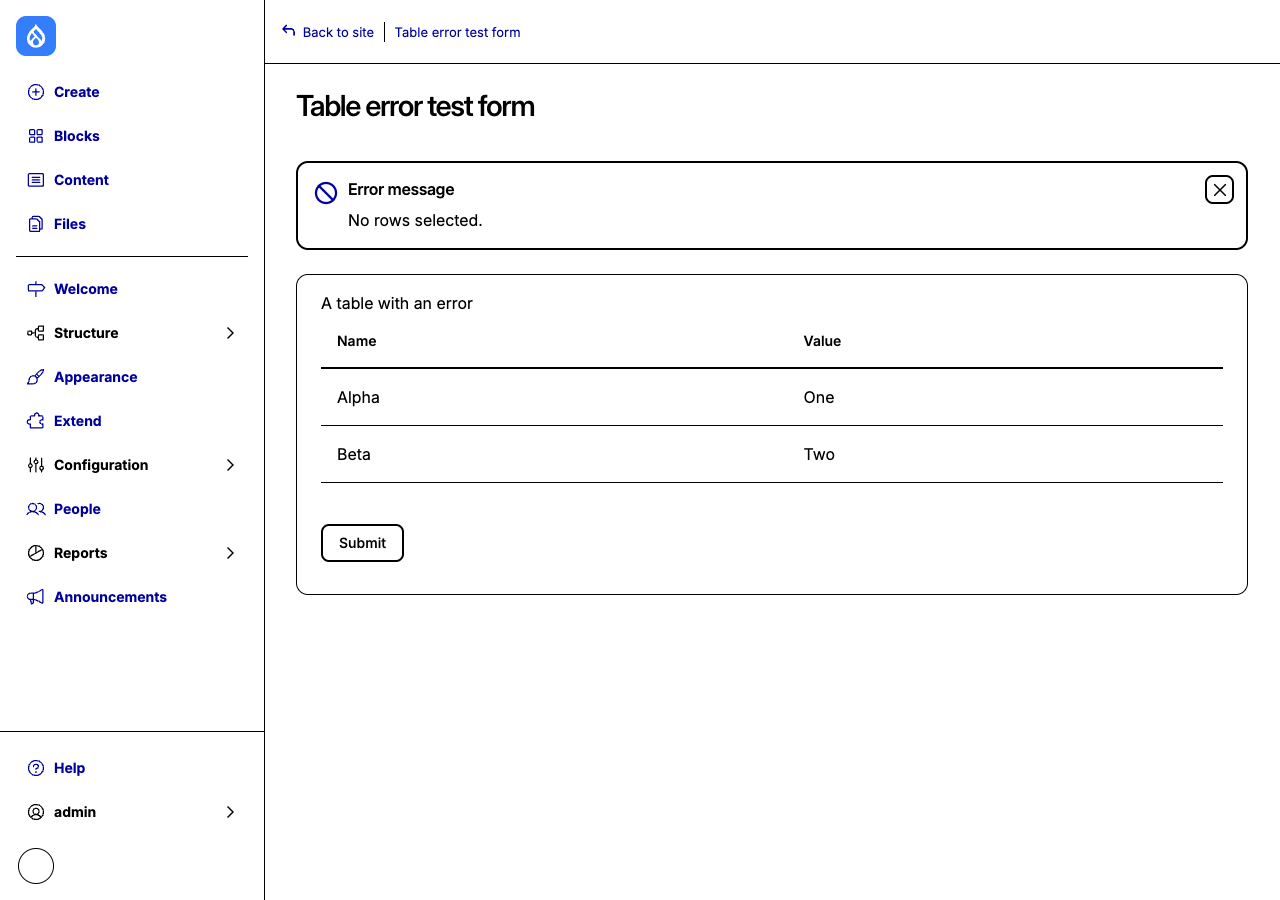 Back to site
Table error test form
Create
Blocks
Content
Files
Welcome
Structure
Appearance
Extend
Configuration
People
Reports
Announcements
Help
admin
Table error test form
Error message
No rows selected.
A table with an error
Name Value
Alpha One
Beta Two
Submit